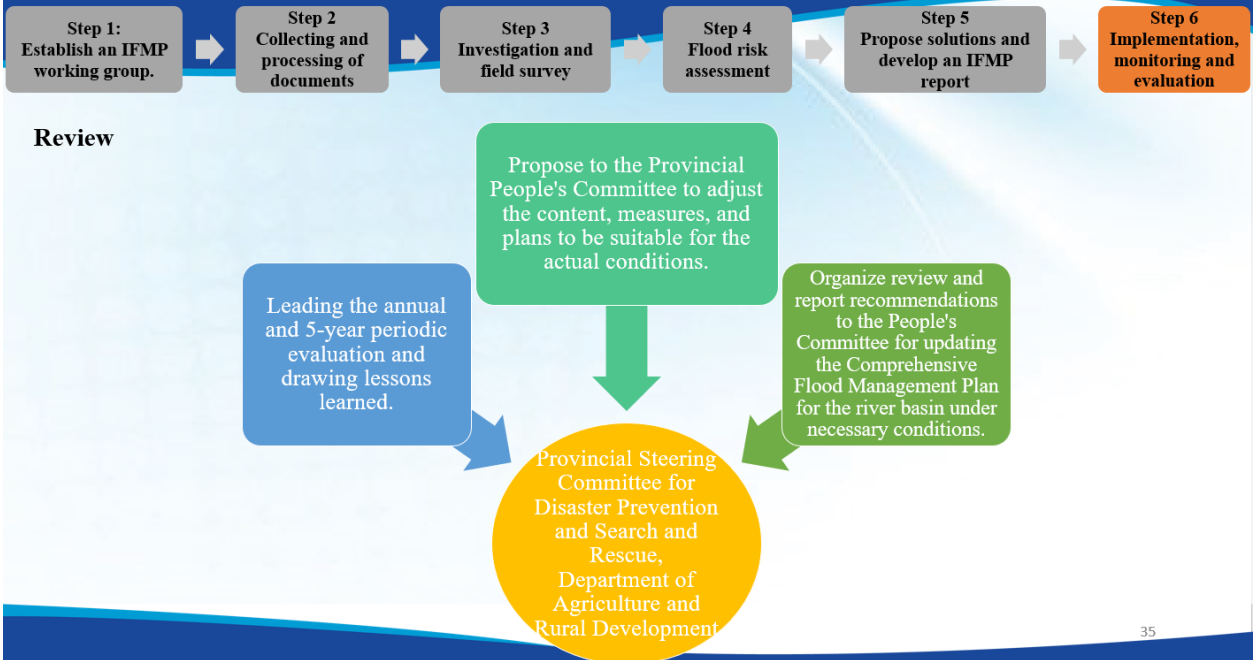 Step 1:
Establish an IFMP
working group.
Step 2
Collecting and
processing of
documents
Step 3
Investigation and
field survey
Step 4
Flood risk
assessment
Step 5
Propose solutions and
develop an IFMP
report
Step 6
Implementation,
monitoring and
evaluation
Review
Propose to the Provincial
People's Committee to adjust
the content, measures, and
plans to be suitable for the
actual conditions.
Leading the annual
and 5-year periodic
evaluation and
drawing lessons
learned.
Organize review and
report recommendations
to the People's
Committee for updating
the Comprehensive
Flood Management Plan
for the river basin under
necessary conditions.
Provincial Steering
Committee for
Disaster Prevention
and Search and
Rescue,
Department of
Agriculture and
Rural Development
35